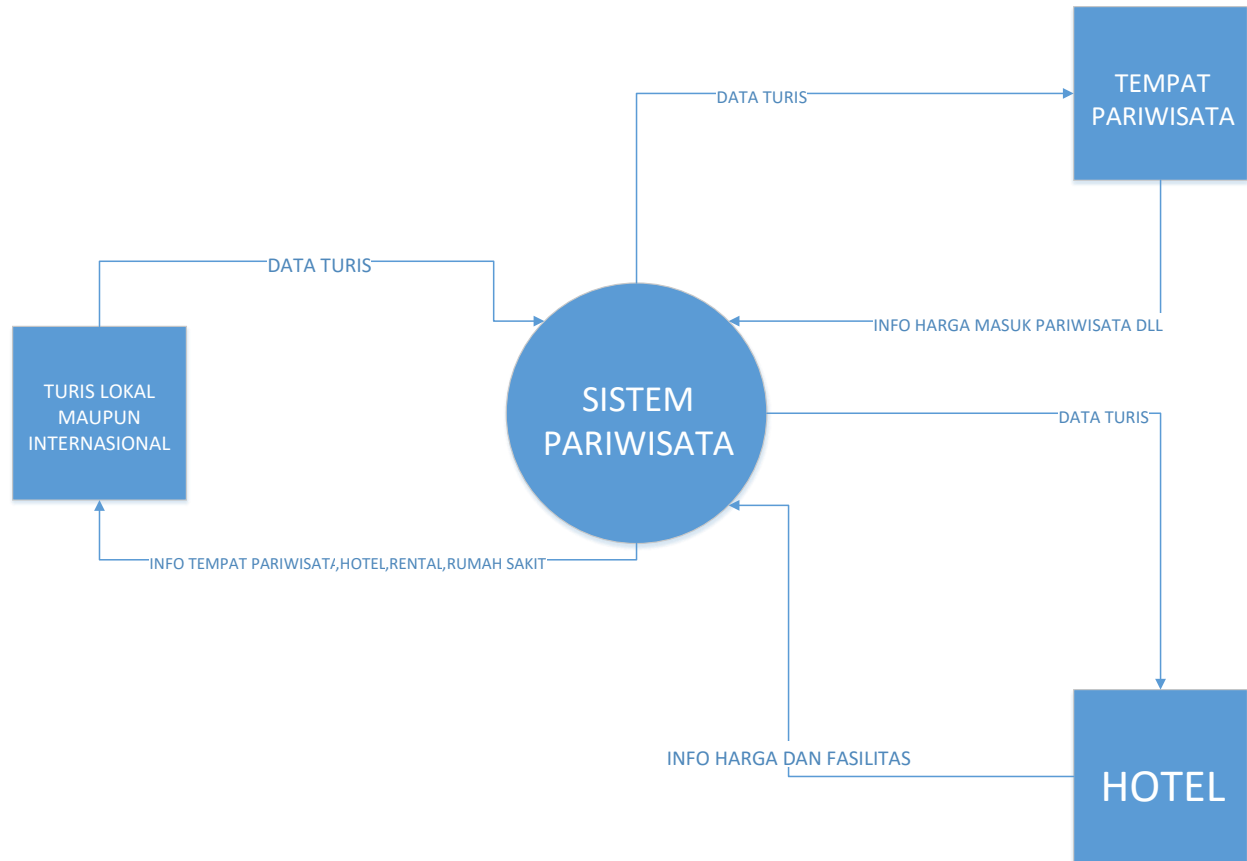 TEMPAT
PARIWISATA
DATA TURIS
DATA TURIS
INFO HARGA MASUK PARIWISATA DLL
TURIS LOKAL
MAUPUN
INTERNASIONAL
SISTEM
PARIWISATA
DATA TURIS
INFO TEMPAT PARIWISATA,HOTEL,RENTAL,RUMAH SAKIT
INFO HARGA DAN FASILITAS
HOTEL